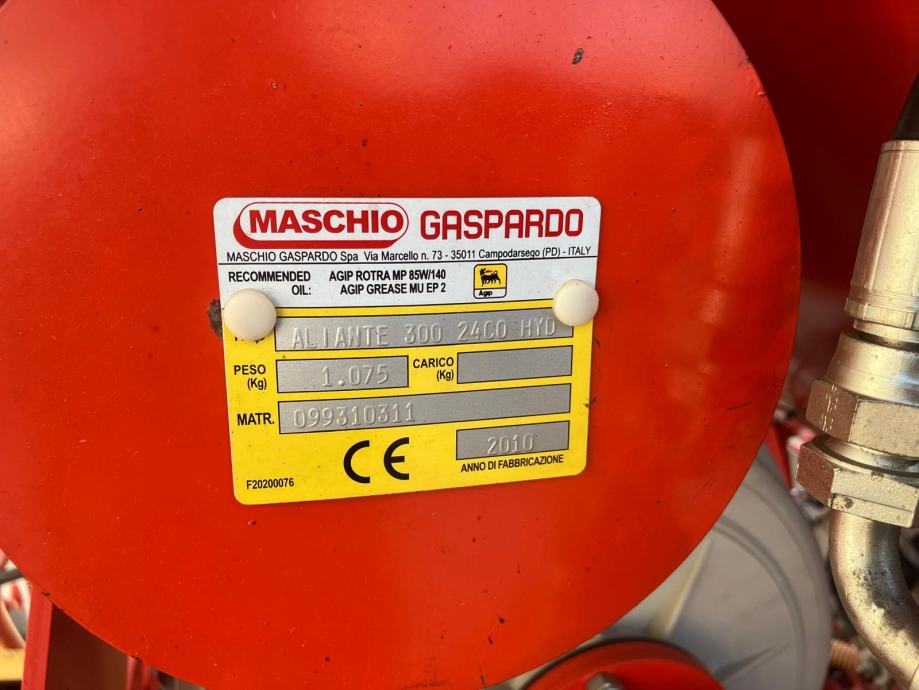 MASCHIO GASPARDO
MASCHIO GASPARDO Spa Via Marcello n. 73 - 35011 Campodarsego (PD) - ITALY
RECOMMENDED AGIP ROTRA MP 85W/140
OIL: AGIP GREASE MU EP 2
Agip
ALIANTE 300 24CO HYD
PESO (Kg) 1.075 CARICO (Kg)
MATR. 099310311
CE 2010
F20200076 ANNO DI FABBRICAZIONE